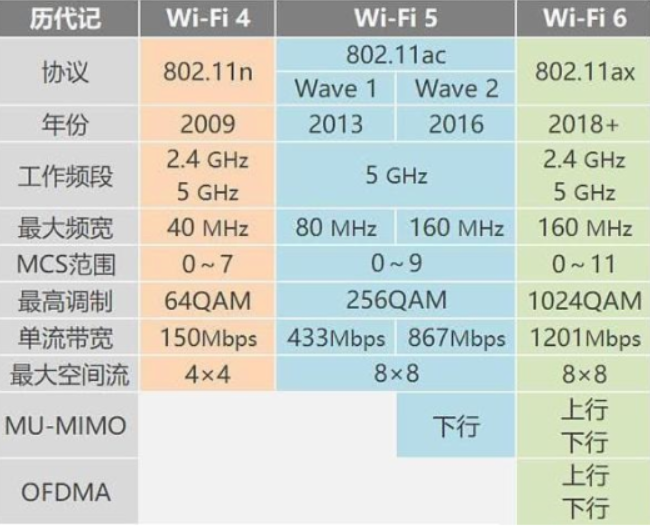 历代记 Wi-Fi 4 Wi-Fi 5 Wi-Fi 6
协议 802.11n 802.11ac 802.11ax
Wave 1 Wave 2
年份 2009 2013 2016 2018+
工作频段 2.4 GHz 5 GHz 2.4 GHz
5 GHz 5 GHz
最大频宽 40 MHz 80 MHz 160 MHz 160 MHz
MCS范围 0~7 0~9 0~11
最高调制 64QAM 256QAM 1024QAM
单流带宽 150Mbps 433Mbps 867Mbps 1201Mbps
最大空间流 4×4 8×8 8×8
MU-MIMO 下行 上行
下行
OFDMA 上行
下行